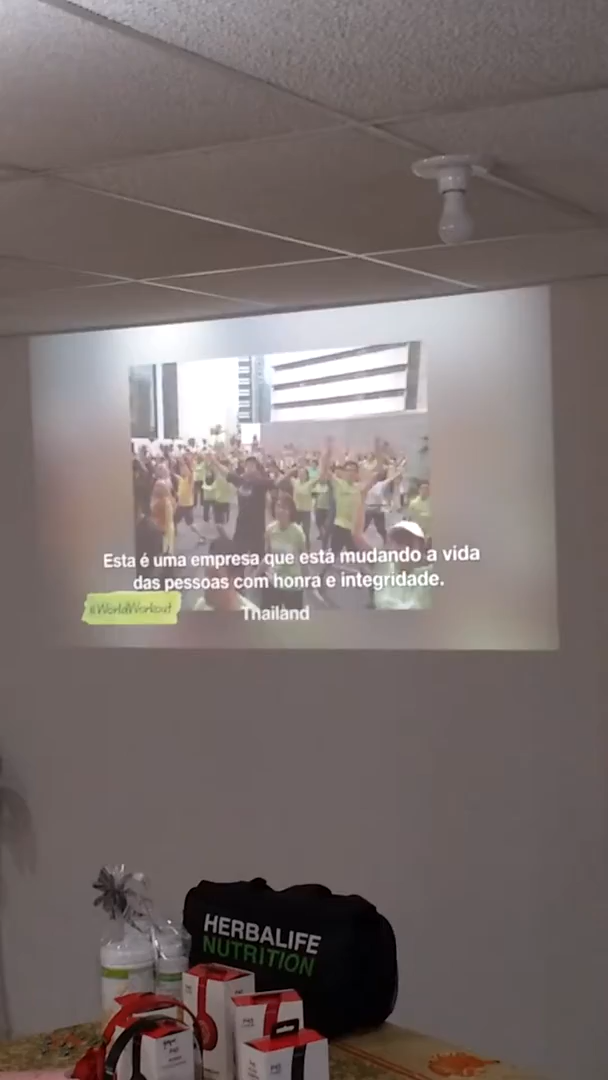 Esta é uma empresa que está mudando a vida
das pessoas com honra e integridade.
#WorldWorkout
Thailand
HERBALIFE
NUTRITION